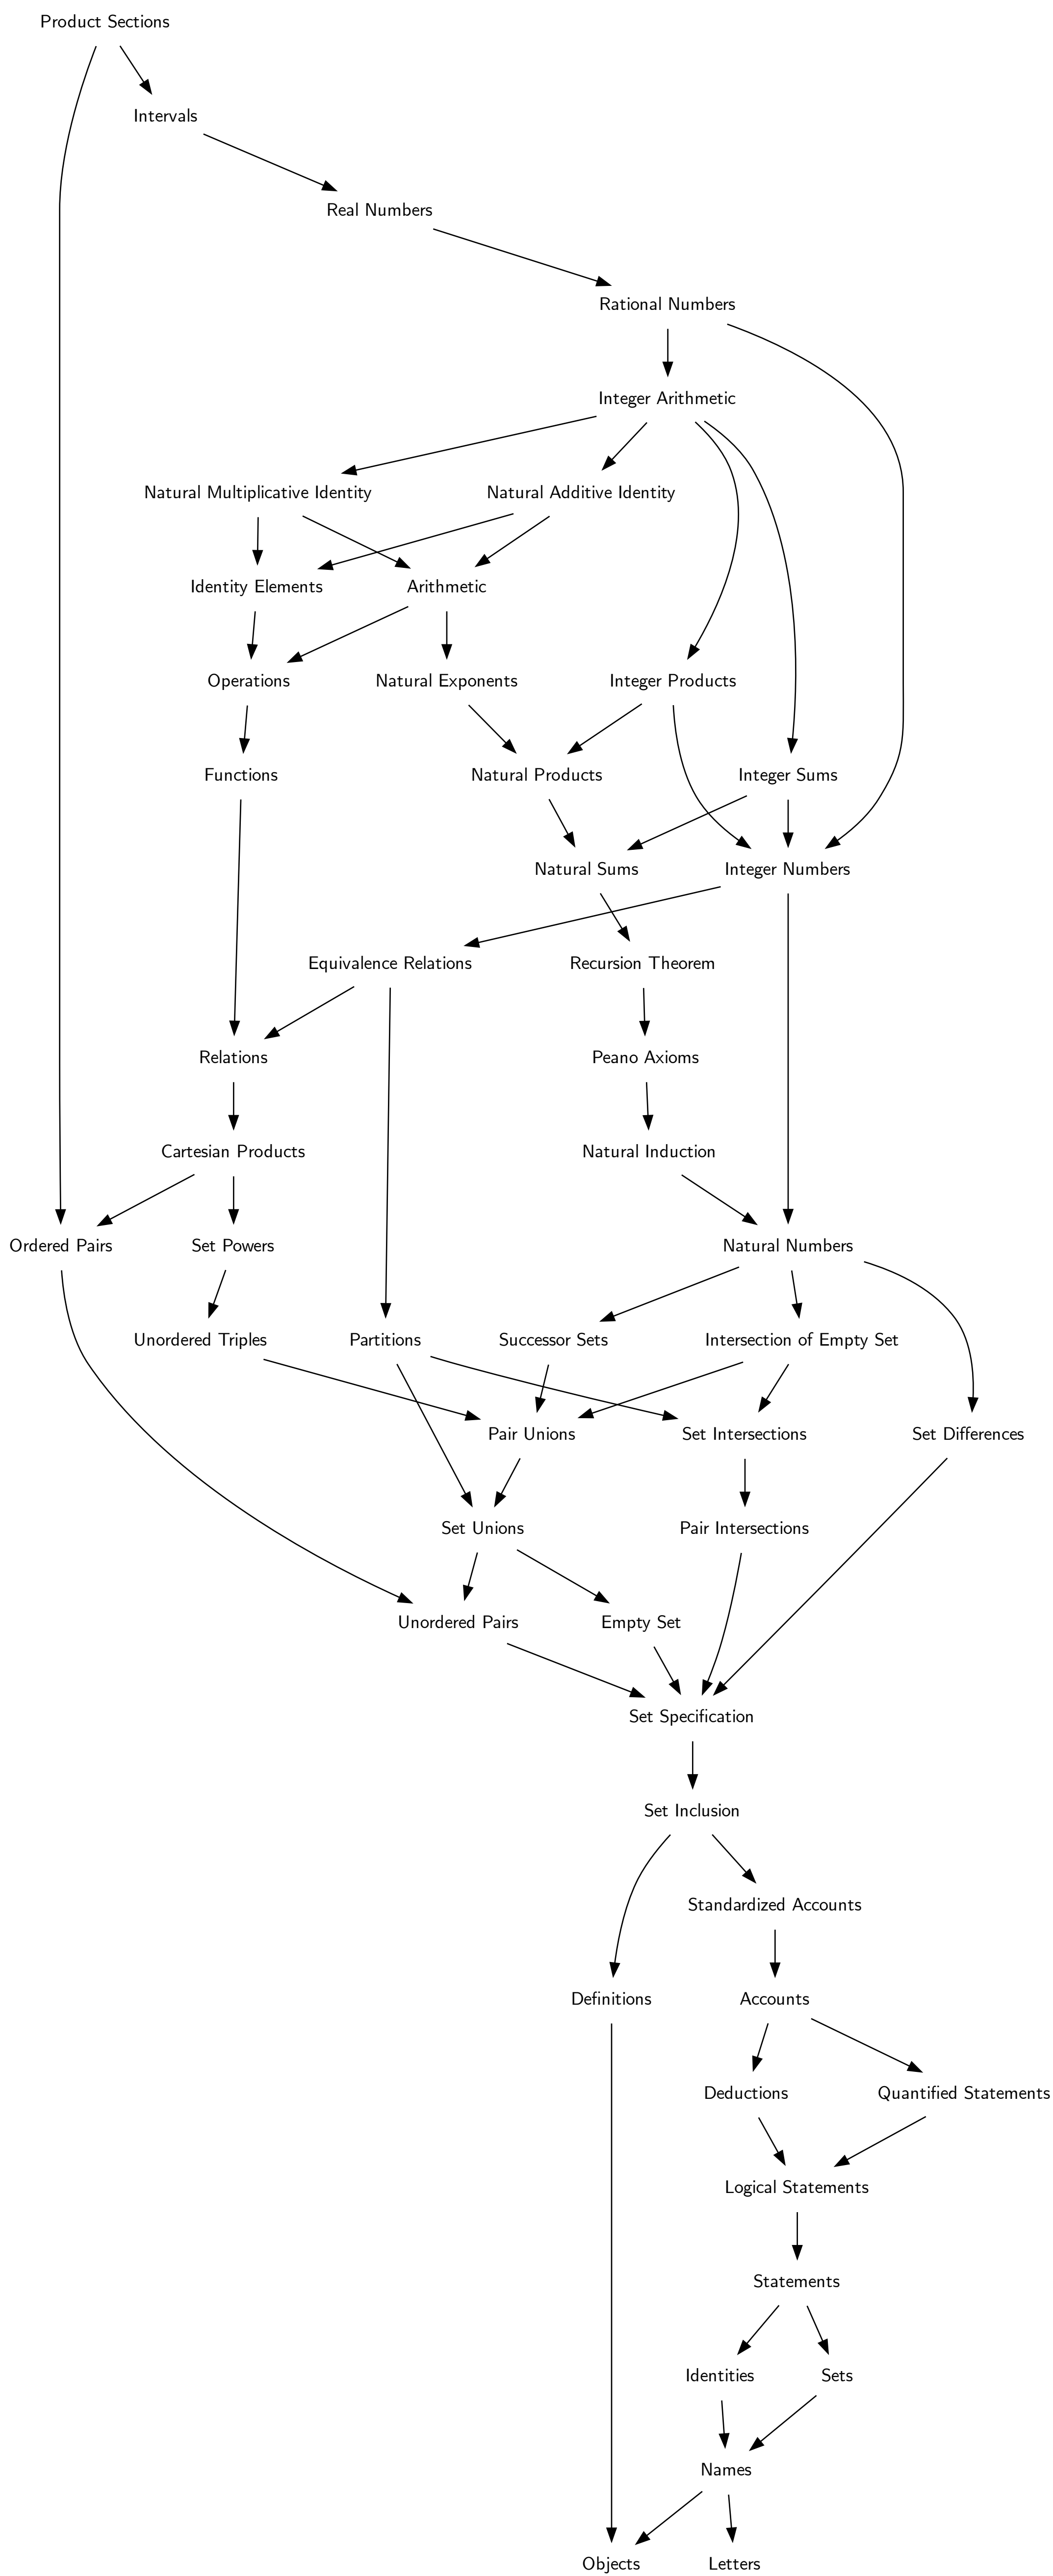 Product Sections
Intervals
Real Numbers
Rational Numbers
Integer Arithmetic
Natural Multiplicative Identity
Natural Additive Identity
Identity Elements
Arithmetic
Operations
Natural Exponents
Integer Products
Functions
Natural Products
Integer Sums
Natural Sums
Integer Numbers
Equivalence Relations
Recursion Theorem
Relations
Peano Axioms
Cartesian Products
Natural Induction
Ordered Pairs
Set Powers
Natural Numbers
Unordered Triples
Partitions
Successor Sets
Intersection of Empty Set
Pair Unions
Set Intersections
Set Differences
Set Unions
Pair Intersections
Unordered Pairs
Empty Set
Set Specification
Set Inclusion
Standardized Accounts
Definitions
Accounts
Deductions
Quantified Statements
Logical Statements
Statements
Identities
Sets
Names
Objects
Letters